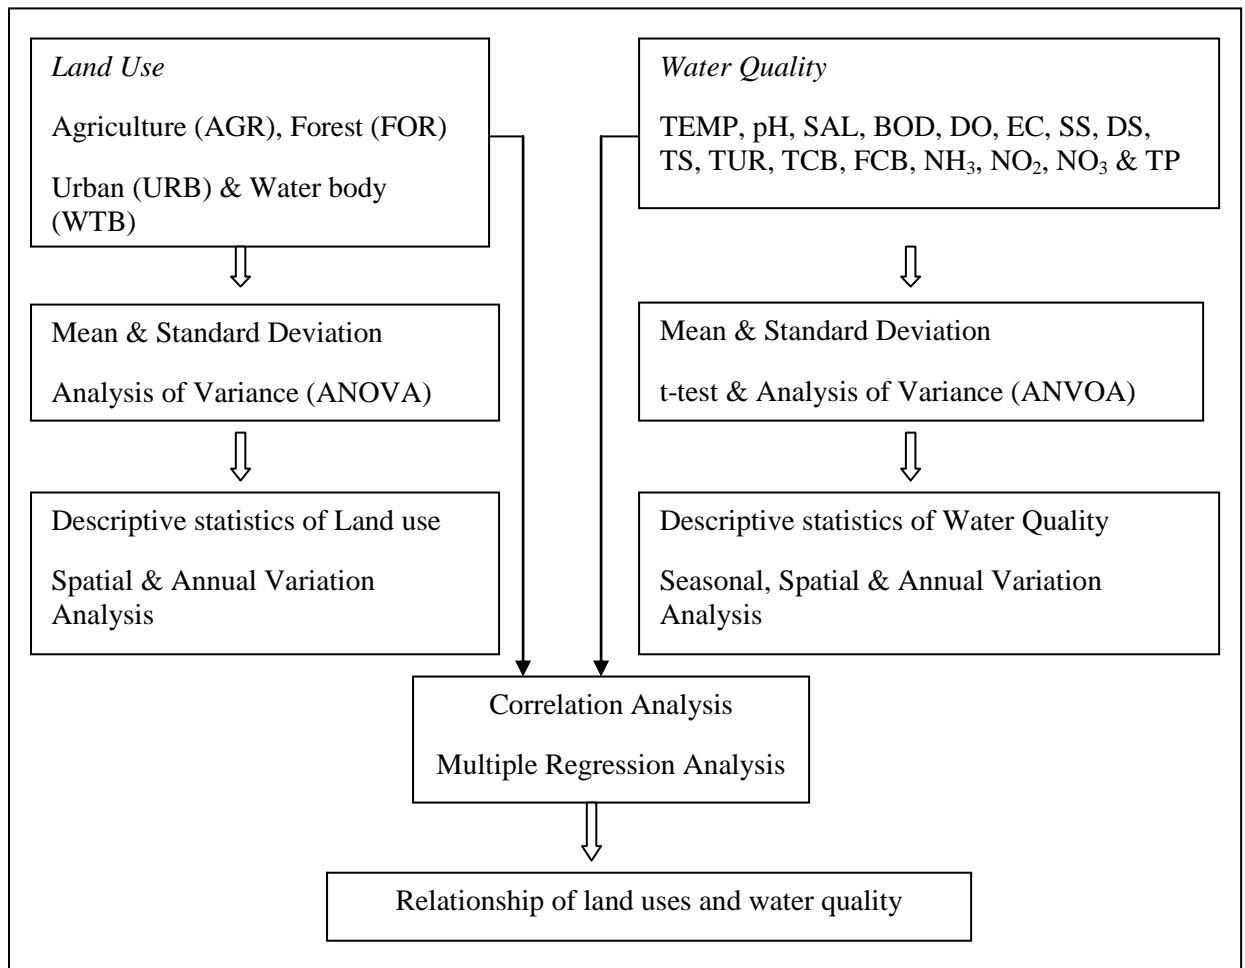 Land Use
Agriculture (AGR), Forest (FOR)
Urban (URB) & Water body
(WTB)
Water Quality
TEMP, pH, SAL, BOD, DO, EC, SS, DS,
TS, TUR, TCB, FCB, NH₃, NO₂, NO₃ & TP
Mean & Standard Deviation
Analysis of Variance (ANOVA)
Mean & Standard Deviation
t-test & Analysis of Variance (ANVOA)
Descriptive statistics of Land use
Spatial & Annual Variation
Analysis
Descriptive statistics of Water Quality
Seasonal, Spatial & Annual Variation
Analysis
Correlation Analysis
Multiple Regression Analysis
Relationship of land uses and water quality